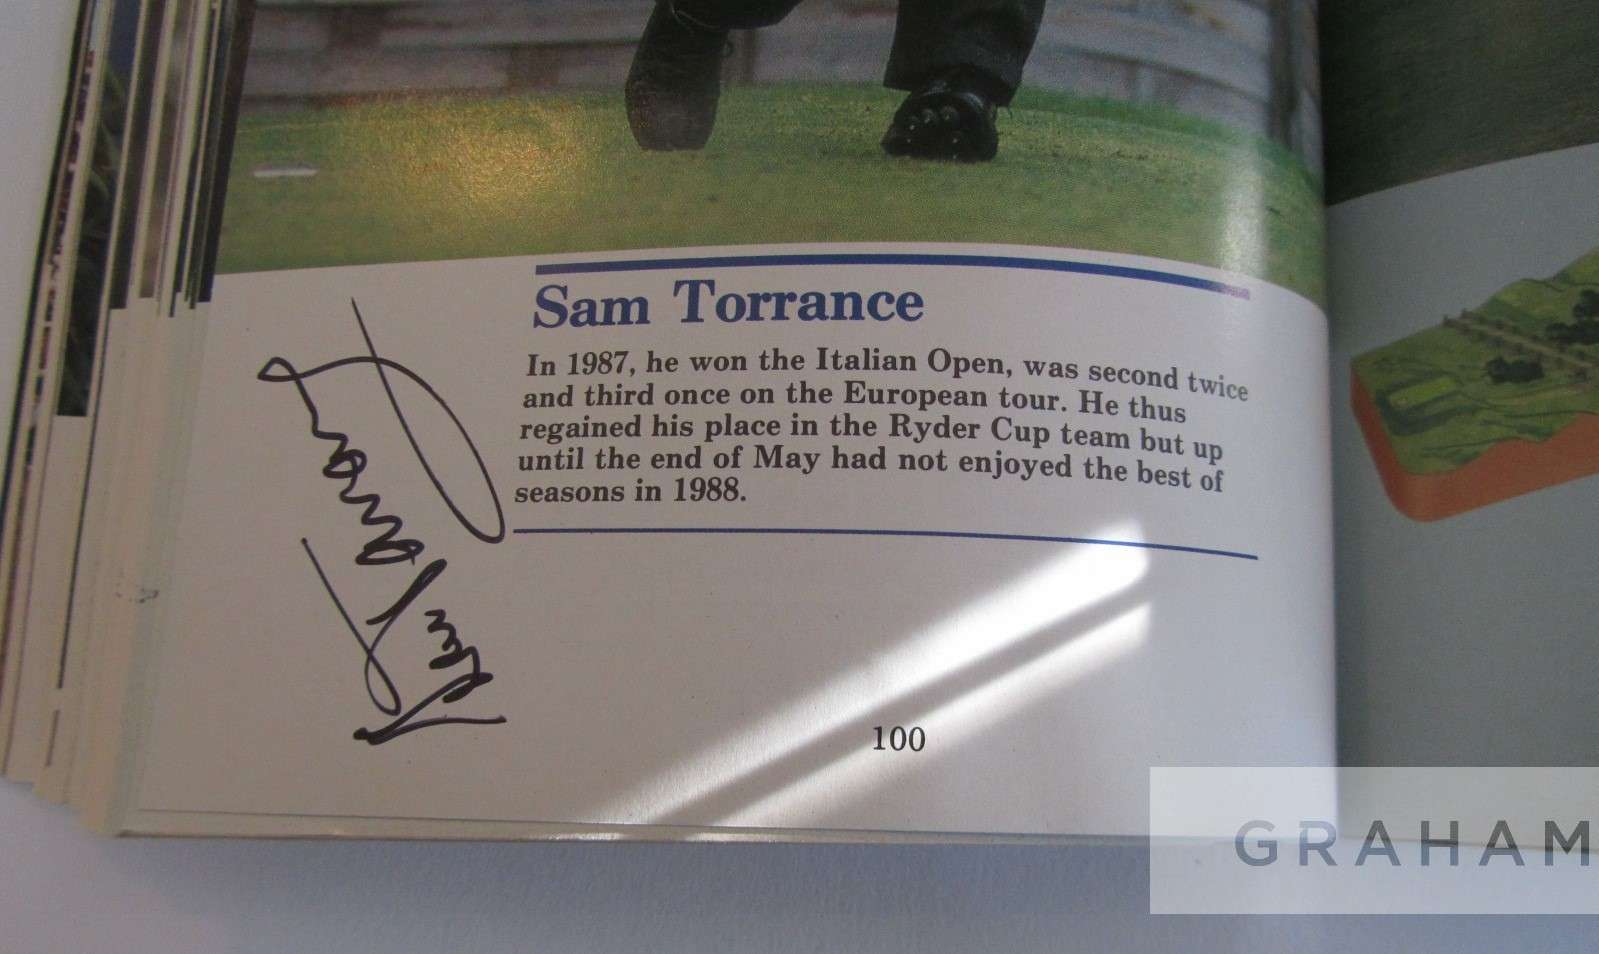 Sam Torrance
In 1987, he won the Italian Open, was second twice
and third once on the European tour. He thus
regained his place in the Ryder Cup team but up
until the end of May had not enjoyed the best of
seasons in 1988.
100
GRAHAM